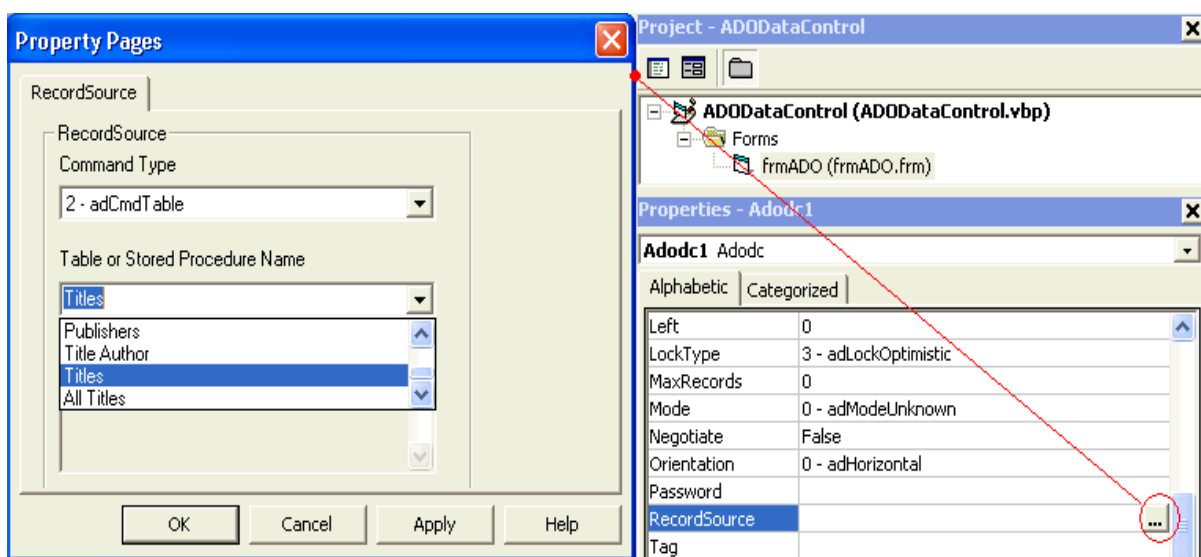 Property Pages
RecordSource
RecordSource
Command Type
2 - adCmdTable
Table or Stored Procedure Name
Titles
Publishers
Title Author
Titles
All Titles
OK Cancel Apply Help
Project - ADODataControl
ADODataControl (ADODataControl.vbp)
Forms
frmADO (frmADO.frm)
Properties - Adodc1
Adodc1 Adodc
Alphabetic Categorized
Left 0
LockType 3 - adLockOptimistic
MaxRecords 0
Mode 0 - adModeUnknown
Negotiate False
Orientation 0 - adHorizontal
Password
RecordSource ...
Tag